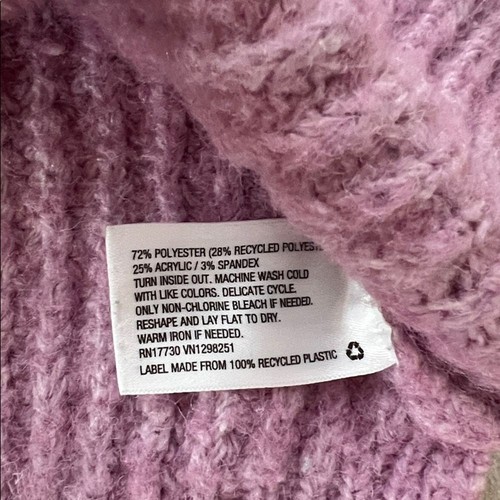 72% POLYESTER (28% RECYCLED
25% ACRYLIC / 3% SPANDEX
TURN INSIDE OUT. MACHINE WASH COLD
WITH LIKE COLORS. DELICATE CYCLE.
ONLY NON-CHLORINE BLEACH IF NEEDED.
RESHAPE AND LAY FLAT TO DRY.
WARM IRON IF NEEDED.
RN17730 VN1298251
LABEL MADE FROM 100% RECYCLED PLASTIC